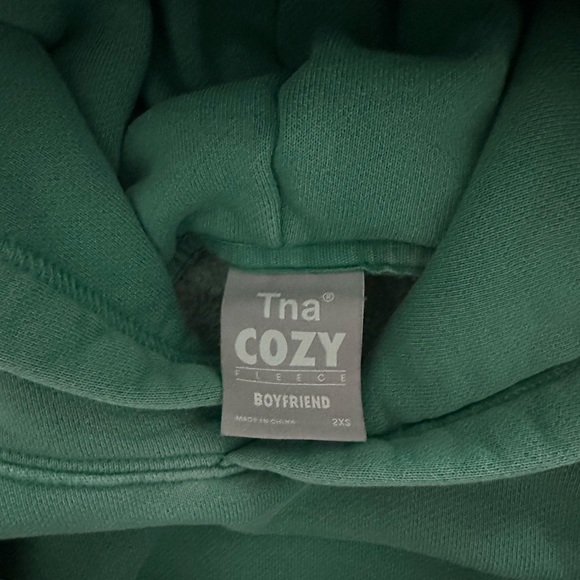 Tna®
COZY
FLEECE
BOYFRIEND
MADE IN CHINA 2XS